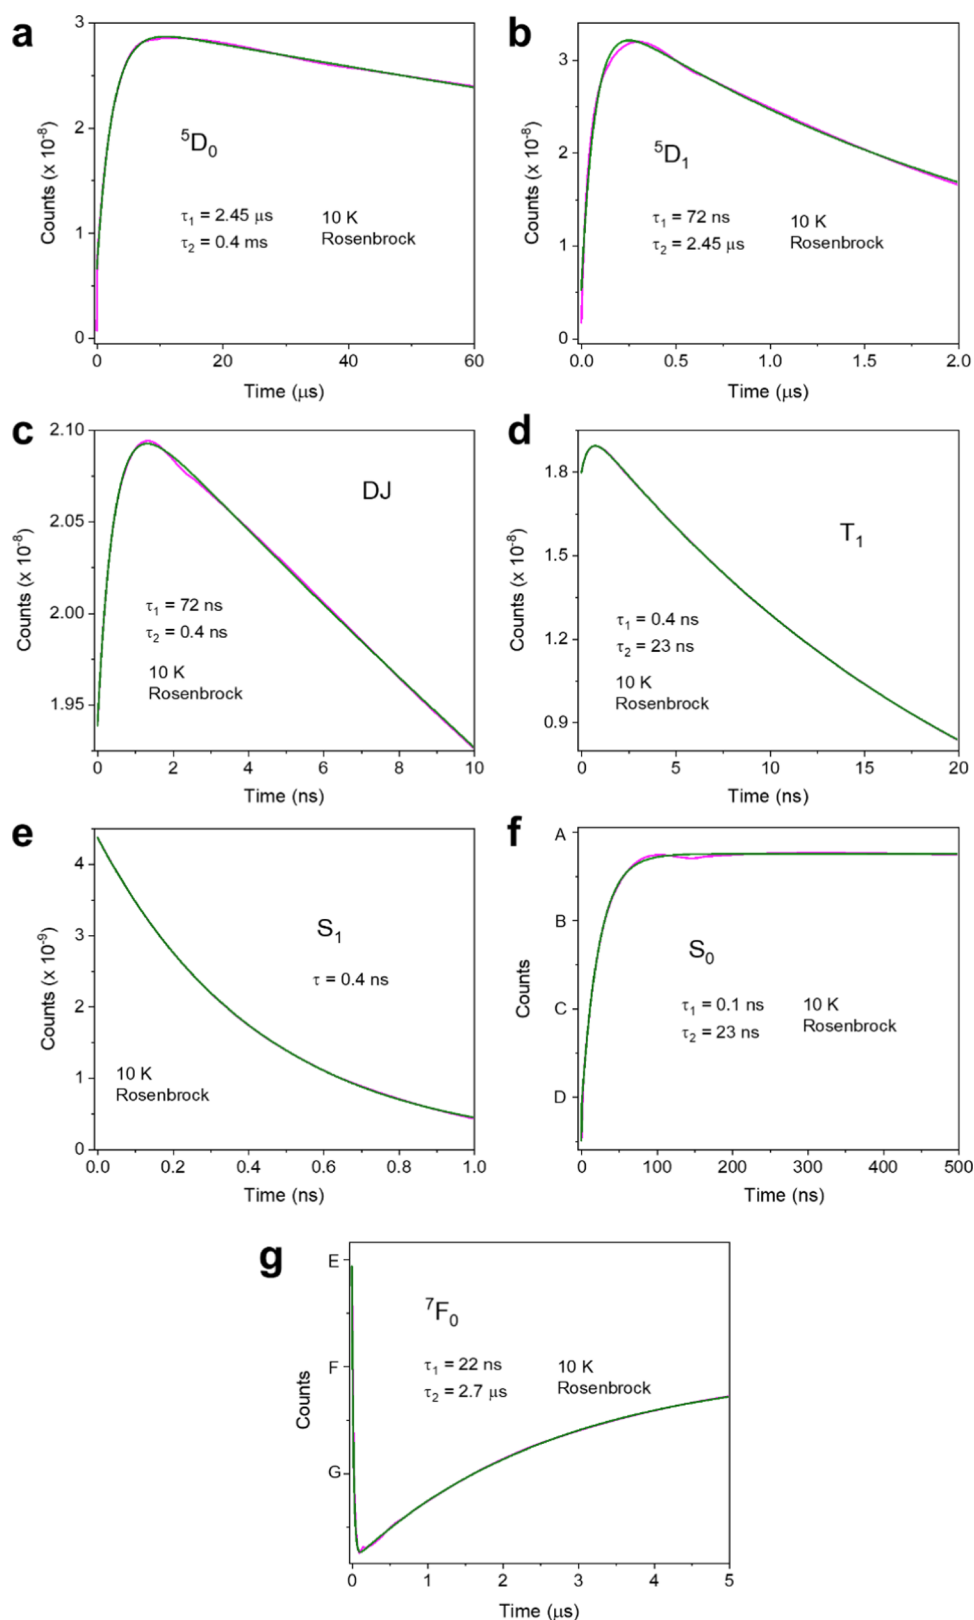 a
3
2
1
0
Counts (x 10⁻⁸)
⁵D₀
τ₁ = 2.45 μs
τ₂ = 0.4 ms
10 K
Rosenbrock
0 20 40 60
Time (μs)
b
3
2
1
0
Counts (x 10⁻⁸)
⁵D₁
τ₁ = 72 ns
τ₂ = 2.45 μs
10 K
Rosenbrock
0.0 0.5 1.0 1.5 2.0
Time (μs)
c
2.10
2.05
2.00
1.95
Counts (x 10⁻⁸)
DJ
τ₁ = 72 ns
τ₂ = 0.4 ns
10 K
Rosenbrock
0 2 4 6 8 10
Time (ns)
d
1.8
1.5
1.2
0.9
Counts (x 10⁻⁸)
T₁
τ₁ = 0.4 ns
τ₂ = 23 ns
10 K
Rosenbrock
0 5 10 15 20
Time (ns)
e
4
3
2
1
0
Counts (x 10⁻⁹)
S₁
τ = 0.4 ns
10 K
Rosenbrock
0.0 0.2 0.4 0.6 0.8 1.0
Time (ns)
f
A
B
C
D
Counts
S₀
τ₁ = 0.1 ns
τ₂ = 23 ns
10 K
Rosenbrock
0 100 200 300 400 500
Time (ns)
g
E
F
G
Counts
⁷F₀
τ₁ = 22 ns
τ₂ = 2.7 μs
10 K
Rosenbrock
0 1 2 3 4 5
Time (μs)